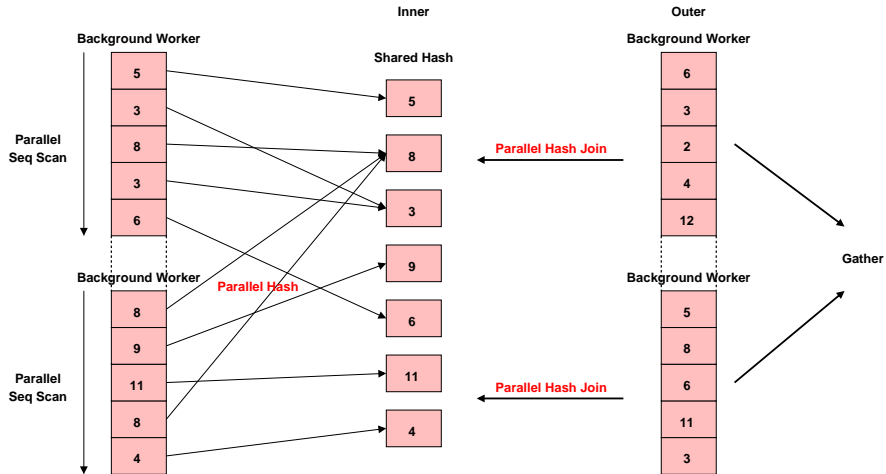 Inner
Outer
Background Worker
Background Worker
Shared Hash
5
3
8
3
6
Parallel
Seq Scan
5
8
3
9
6
11
4
Parallel Hash Join
6
3
2
4
12
Gather
Background Worker
Background Worker
Parallel Hash
8
9
11
8
4
Parallel
Seq Scan
Parallel Hash Join
5
8
6
11
3